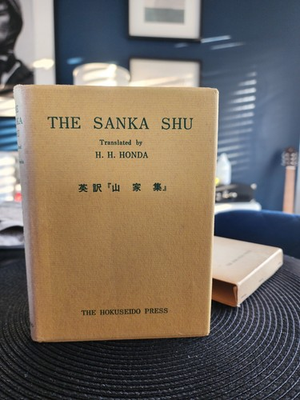 THE SANKA SHU
Translated by
H. H. HONDA
英訳『山家集』
THE HOKUSEIDO PRESS